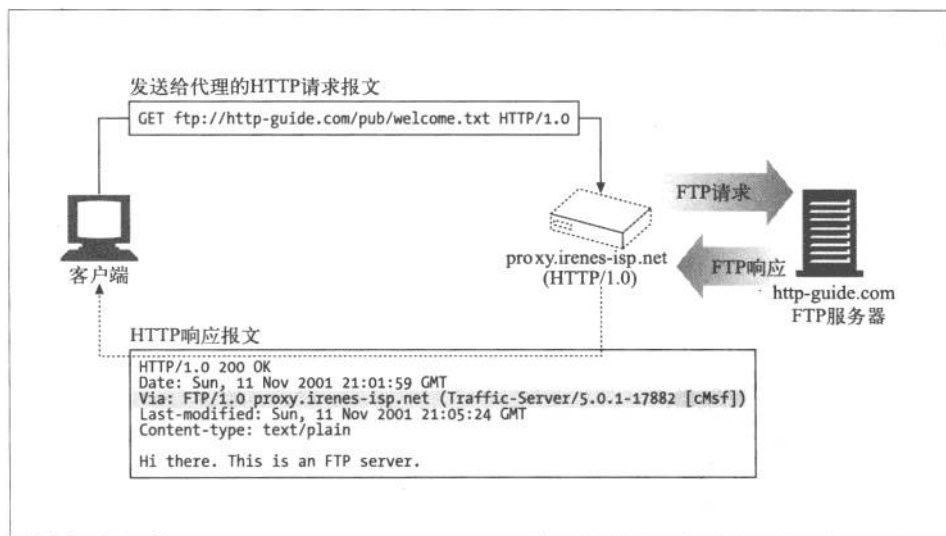 发送给代理的HTTP请求报文
GET ftp://http-guide.com/pub/welcome.txt HTTP/1.0
FTP请求
客户端
proxy.irenes-isp.net
(HTTP/1.0)
FTP响应
http-guide.com
FTP服务器
HTTP响应报文
HTTP/1.0 200 OK
Date: Sun, 11 Nov 2001 21:01:59 GMT
Via: FTP/1.0 proxy.irenes-isp.net (Traffic-Server/5.0.1-17882 [cMsf])
Last-modified: Sun, 11 Nov 2001 21:05:24 GMT
Content-type: text/plain
Hi there. This is an FTP server.